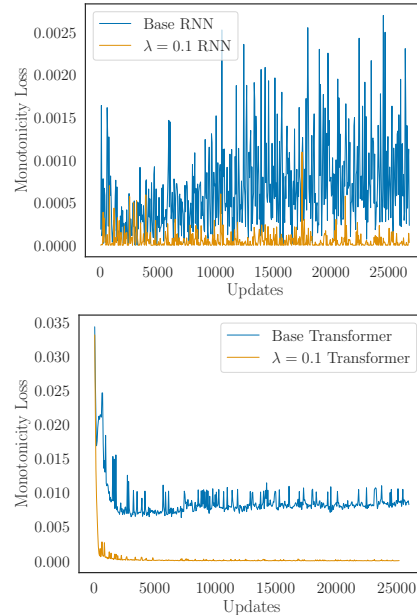 Base RNN
λ = 0.1 RNN
Monotonicity Loss
0.0025
0.0020
0.0015
0.0010
0.0005
0.0000
0 5000 10000 15000 20000 25000
Updates
Base Transformer
λ = 0.1 Transformer
Monotonicity Loss
0.035
0.030
0.025
0.020
0.015
0.010
0.005
0.000
0 5000 10000 15000 20000 25000
Updates